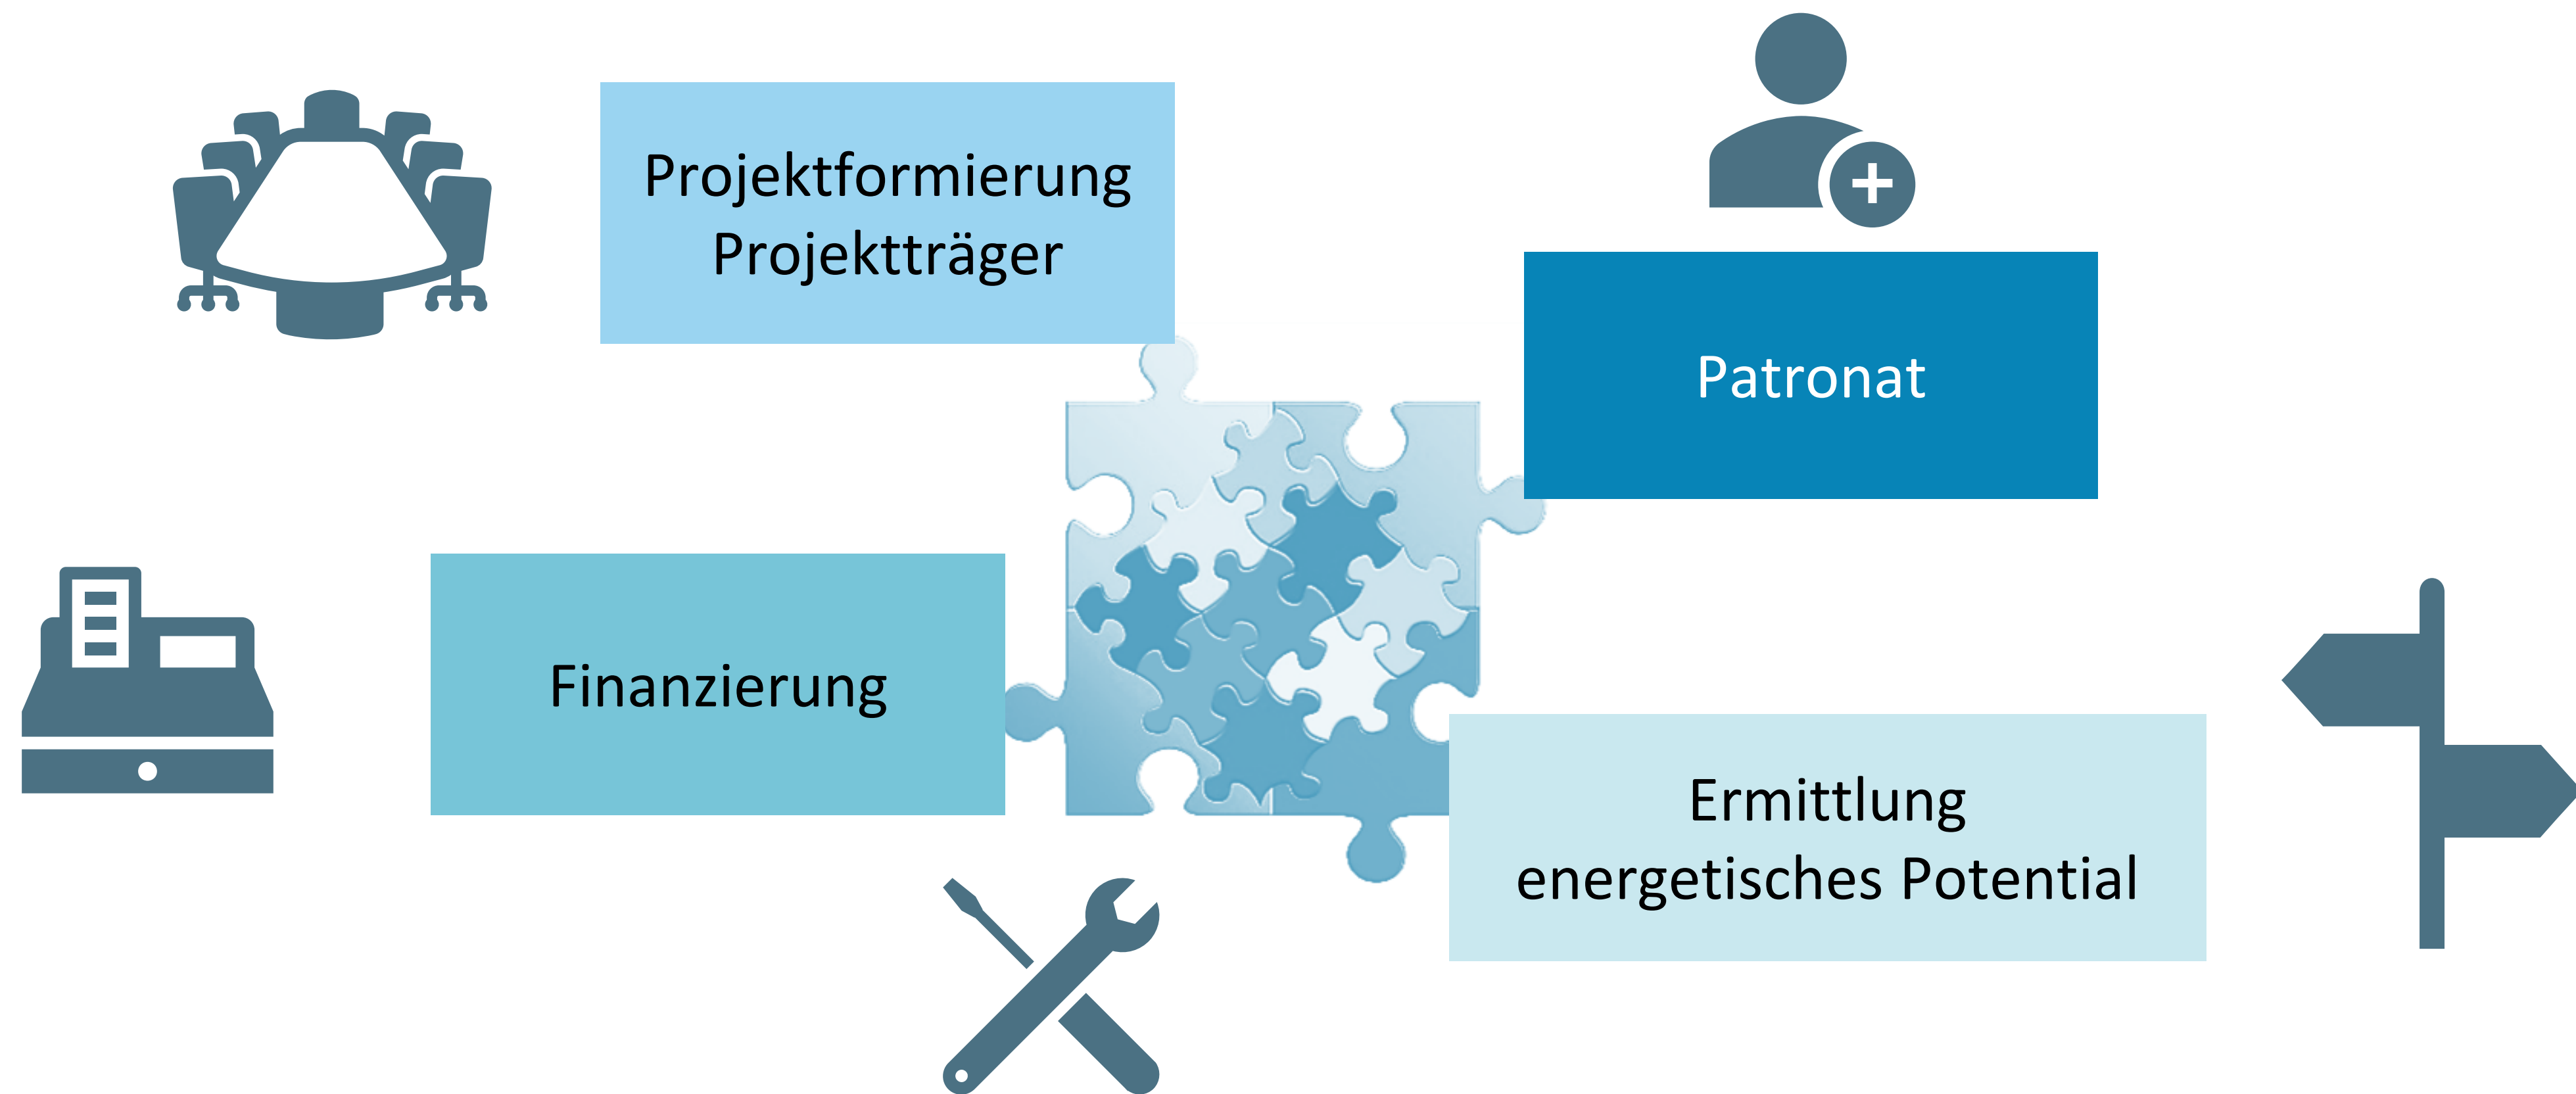 Projektformierung
Projektträger
Patronat
Finanzierung
Ermittlung
energetisches Potential